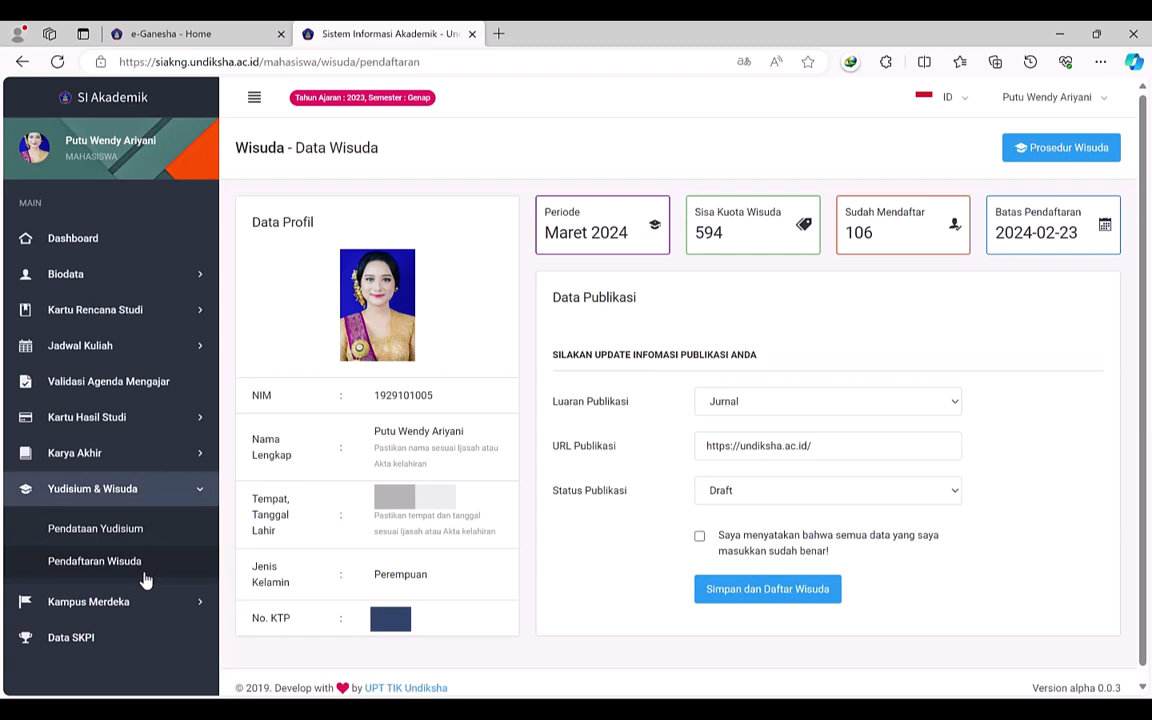 e-Ganesha - Home
Sistem Informasi Akademik - Un
https://siakng.undiksha.ac.id/mahasiswa/wisuda/pendaftaran
SI Akademik
Tahun Ajaran : 2023, Semester : Genap
ID
Putu Wendy Ariyani
Putu Wendy Ariyani
MAHASISWA
MAIN
Dashboard
Biodata
Kartu Rencana Studi
Jadwal Kuliah
Validasi Agenda Mengajar
Kartu Hasil Studi
Karya Akhir
Yudisium & Wisuda
Pendataan Yudisium
Pendaftaran Wisuda
Kampus Merdeka
Data SKPI
Wisuda - Data Wisuda
Prosedur Wisuda
Data Profil
NIM : 1929101005
Nama Lengkap : Putu Wendy Ariyani
Pastikan nama sesuai Ijasah atau
Akta kelahiran
Tempat,
Tanggal
Lahir :
Pastikan tempat dan tanggal
sesuai Ijasah atau Akta kelahiran
Jenis
Kelamin : Perempuan
No. KTP :
Periode
Maret 2024
Sisa Kuota Wisuda
594
Sudah Mendaftar
106
Batas Pendaftaran
2024-02-23
Data Publikasi
SILAKAN UPDATE INFOMASI PUBLIKASI ANDA
Luaran Publikasi
Jurnal
URL Publikasi
https://undiksha.ac.id/
Status Publikasi
Draft
Saya menyatakan bahwa semua data yang saya
masukkan sudah benar!
Simpan dan Daftar Wisuda
© 2019. Develop with by UPT TIK Undiksha
Version alpha 0.0.3